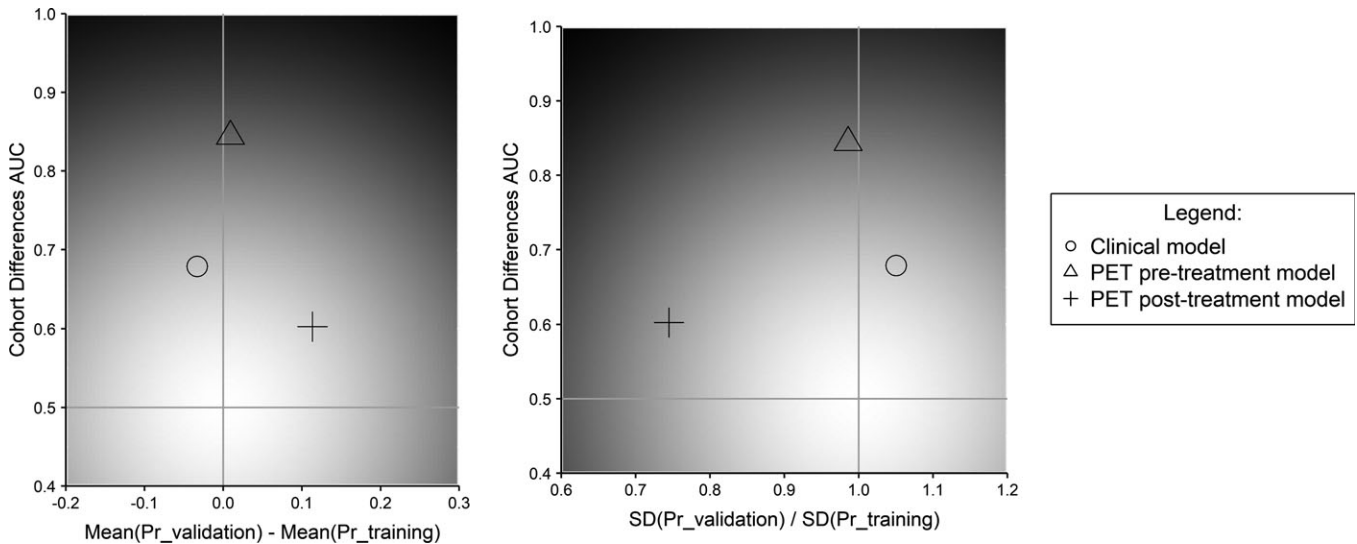 1.0
0.9
0.8
0.7
0.6
0.5
0.4
Cohort Differences AUC
-0.2 -0.1 0.0 0.1 0.2 0.3
Mean(Pr_validation) - Mean(Pr_training)
1.0
0.9
0.8
0.7
0.6
0.5
0.4
Cohort Differences AUC
0.6 0.7 0.8 0.9 1.0 1.1 1.2
SD(Pr_validation) / SD(Pr_training)
Legend:
Clinical model
PET pre-treatment model
PET post-treatment model